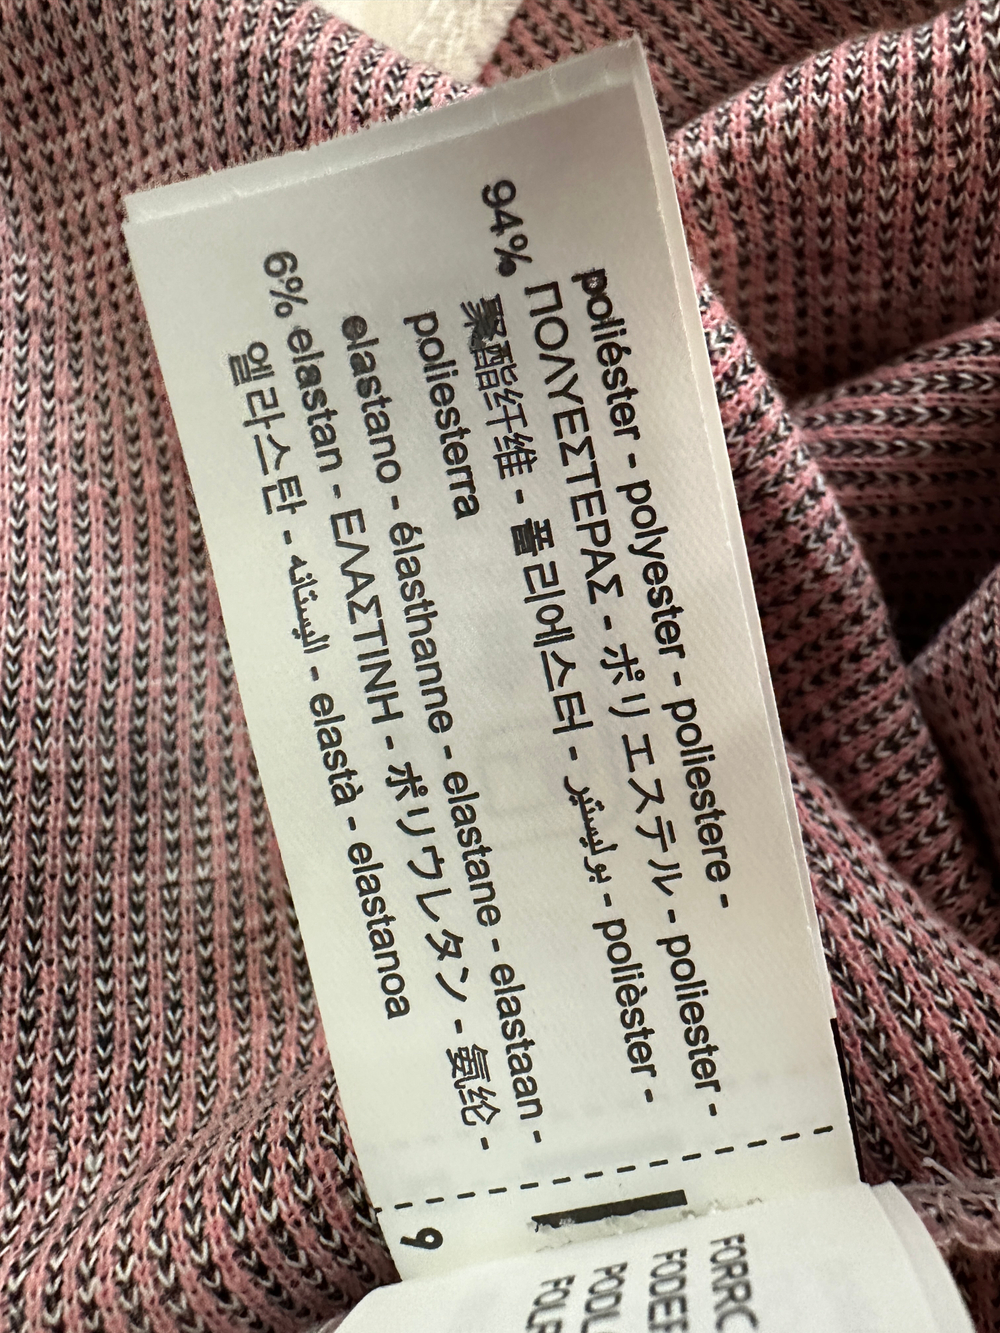 poliéster - polyester - poliestere -
94% ΠΟΛΥΕΣΤΕΡΑΣ - ポリエステル - poliester -
聚酯纤维 - 폴리에스터 - بوليستير - polièster -
poliesterra
elastano - élasthanne - elastane - elastaan -
6% elastan - ΕΛΑΣΤΙΝΗ - ポリウレタン - 氨纶 -
엘라스탄 - اليستان - elastà - elastanoa
9